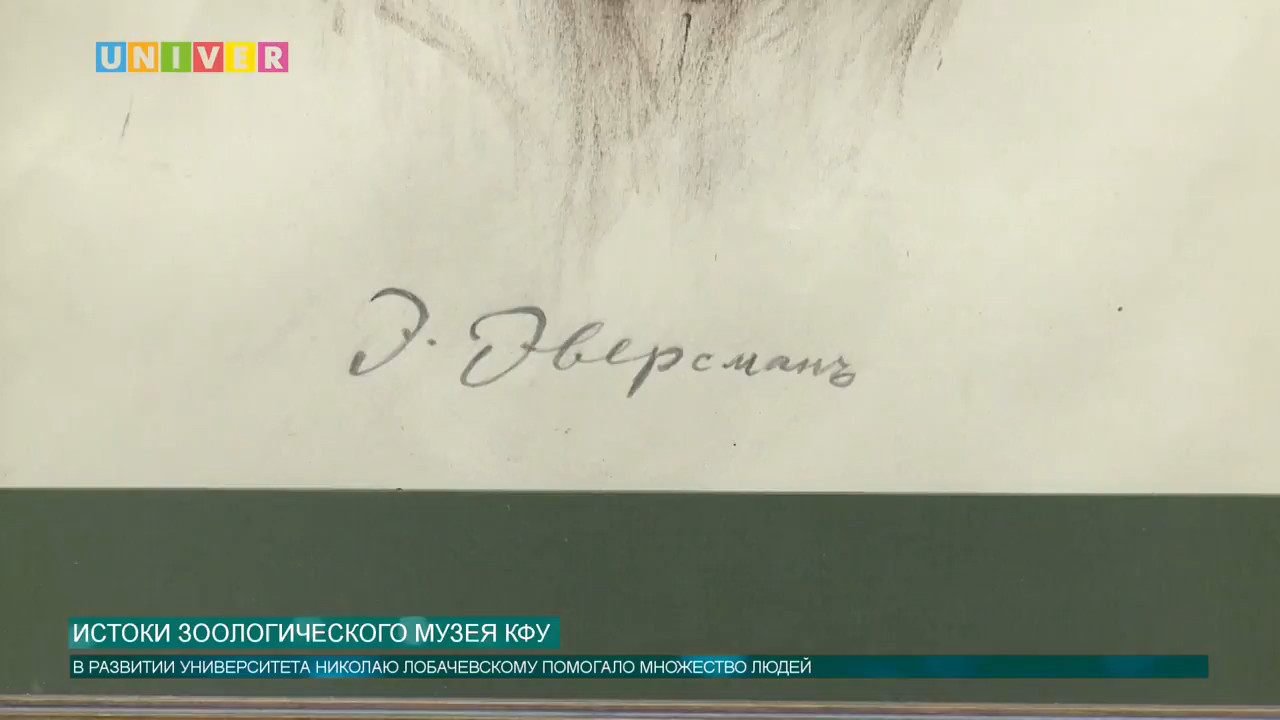 UNIVER
Э. Эверсманъ
ИСТОКИ ЗООЛОГИЧЕСКОГО МУЗЕЯ КФУ
В РАЗВИТИИ УНИВЕРСИТЕТА НИКОЛАЮ ЛОБАЧЕВСКОМУ ПОМОГАЛО МНОЖЕСТВО ЛЮДЕЙ